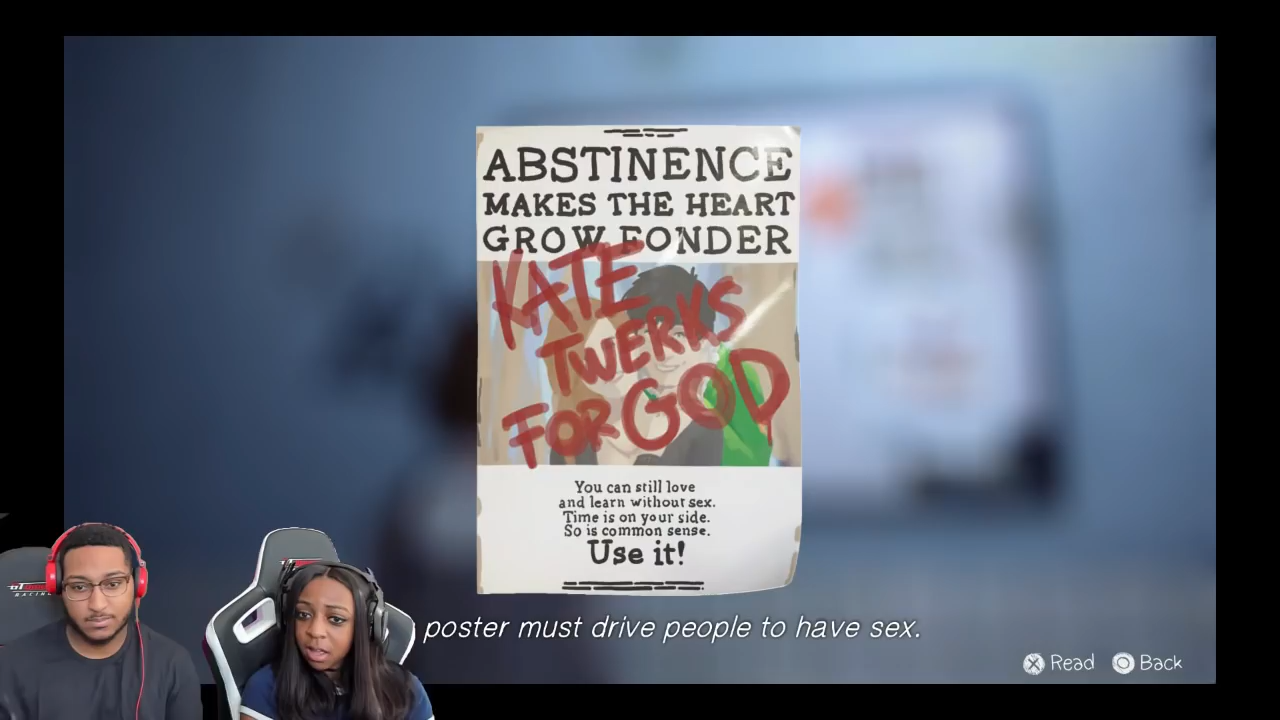 ABSTINENCE
MAKES THE HEART
GROW FONDER
KATE
TWERKS
FOR GOD
You can still love
and learn without sex.
Time is on your side.
So is common sense.
Use it!
poster must drive people to have sex.
Read
Back
RACING